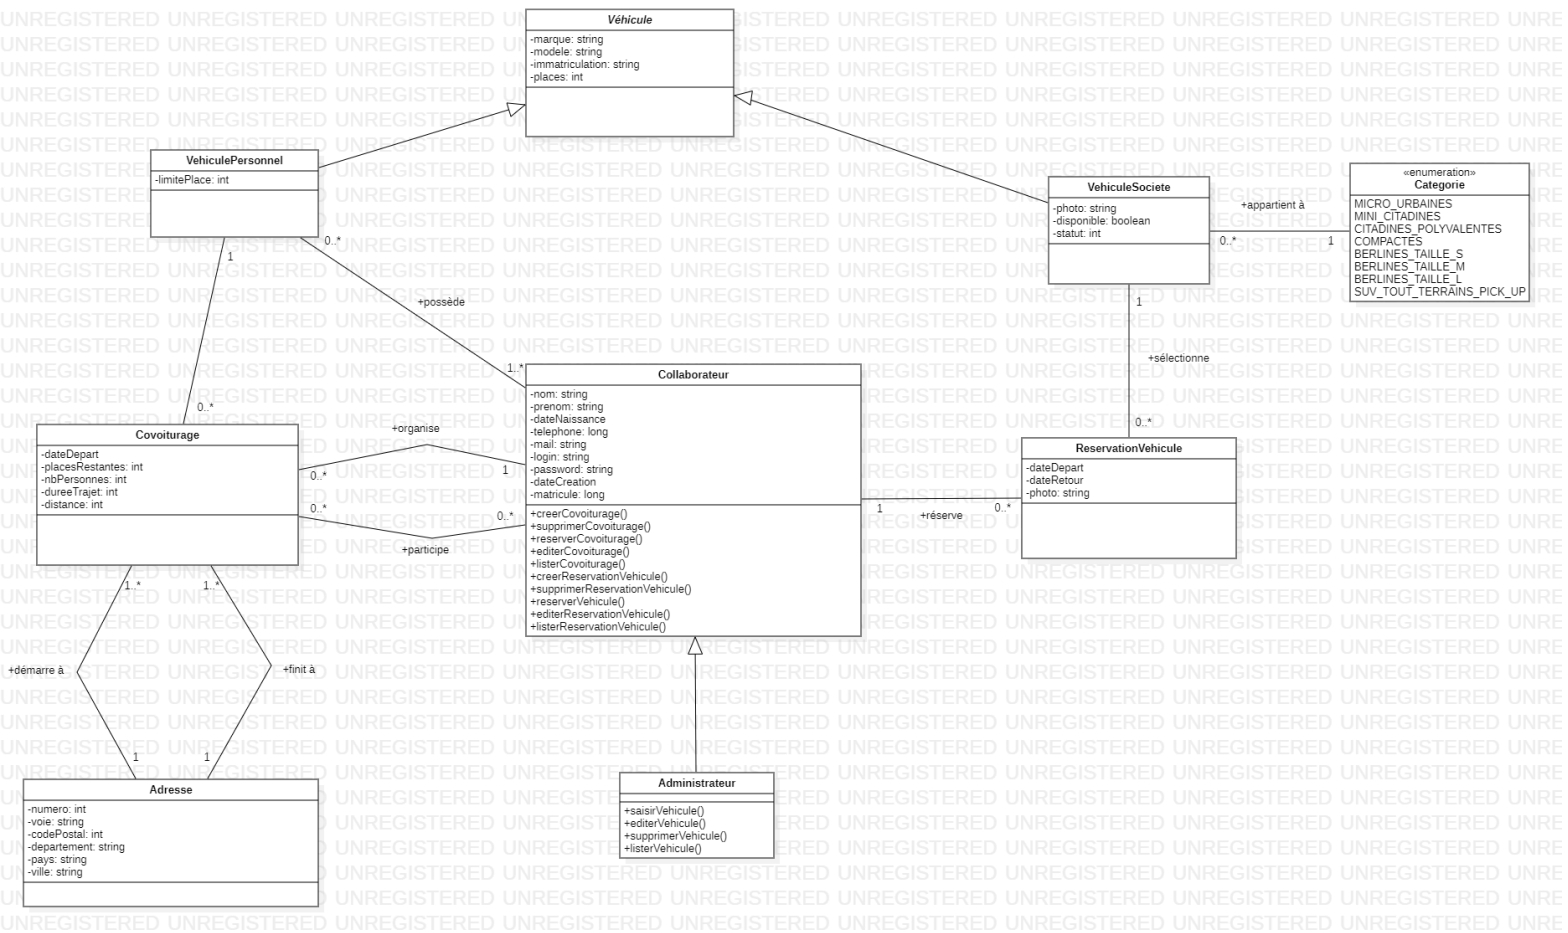 Véhicule
-marque: string
-modele: string
-immatriculation: string
-places: int
VehiculePersonnel
-limitePlace: int
VehiculeSociete
-photo: string
-disponible: boolean
-statut: int
«enumeration»
Categorie
MICRO_URBAINES
MINI_CITADINES
CITADINES_POLYVALENTES
COMPACTES
BERLINES_TAILLE_S
BERLINES_TAILLE_M
BERLINES_TAILLE_L
SUV_TOUT_TERRAINS_PICK_UP
+appartient à
0..*
1
1
0..*
+possède
1..*
0..*
1
+sélectionne
0..*
Collaborateur
-nom: string
-prenom: string
-dateNaissance
-telephone: long
-mail: string
-login: string
-password: string
-dateCreation
-matricule: long
+creerCovoiturage()
+supprimerCovoiturage()
+reserverCovoiturage()
+editerCovoiturage()
+listerCovoiturage()
+creerReservationVehicule()
+supprimerReservationVehicule()
+reserverVehicule()
+editerReservationVehicule()
+listerReservationVehicule()
Covoiturage
-dateDepart
-placesRestantes: int
-nbPersonnes: int
-dureeTrajet: int
-distance: int
+organise
0..*
1
0..*
0..*
+participe
ReservationVehicule
-dateDepart
-dateRetour
-photo: string
1
+réserve
0..*
1..*
1..*
+démarre à
+finit à
1
1
Adresse
-numero: int
-voie: string
-codePostal: int
-departement: string
-pays: string
-ville: string
Administrateur
+saisirVehicule()
+editerVehicule()
+supprimerVehicule()
+listerVehicule()
UNREGISTERED